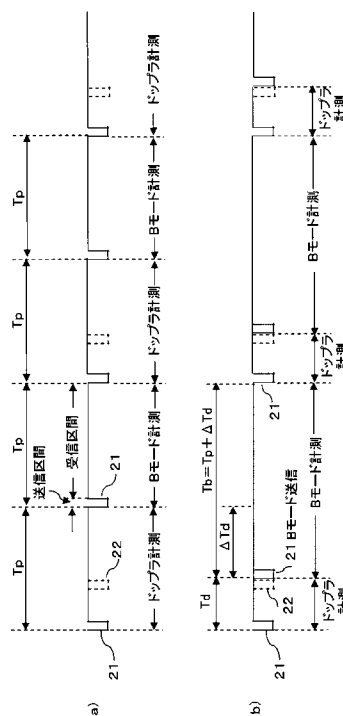 a)
Tp
Tp
Tp
Tp
送信区間
受信区間
21
22
21
ドップラ計測
Bモード計測
ドップラ計測
Bモード計測
ドップラ計測
b)
Td
Tb=Tp+ΔTd
ΔTd
21 Bモード送信
22
21
21
ドップラ
計測
Bモード計測
ドップラ
計測
Bモード計測
ドップラ
計測